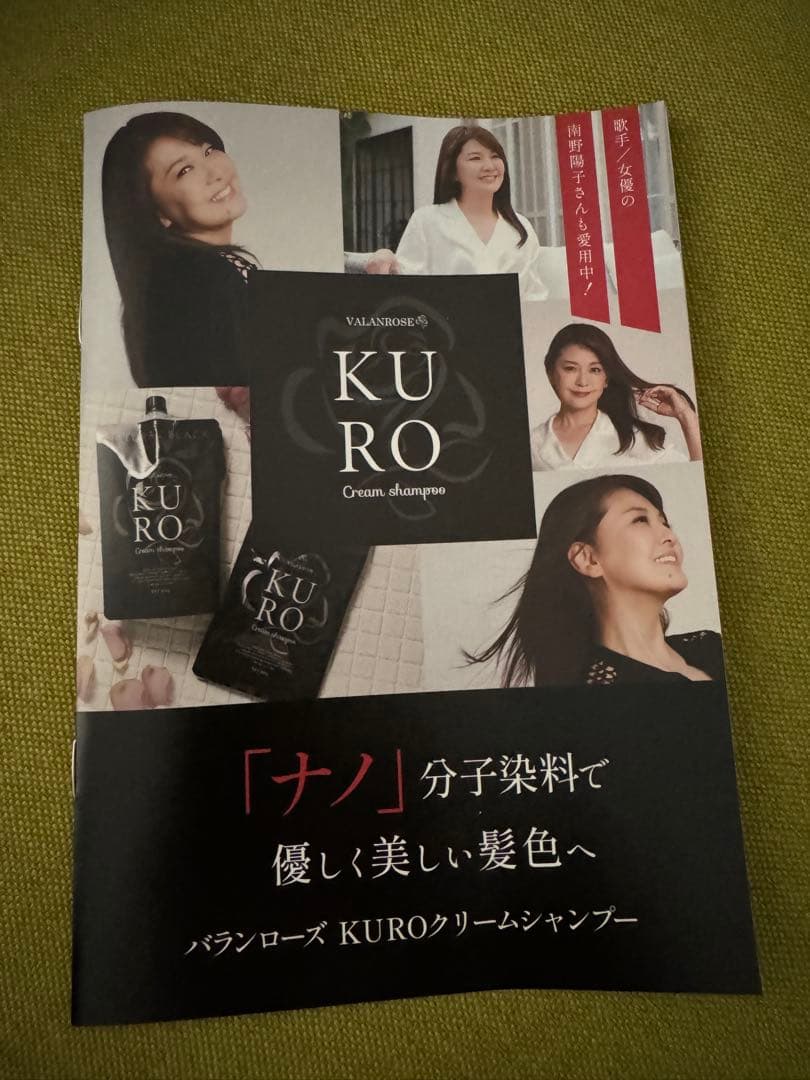 歌手／女優の
南野陽子さんも愛用中！
VALANROSE
KU
RO
Cream shampoo
KU
RO
Cream shampoo
KU
RO
Cream shampoo
「ナノ」分子染料で
優しく美しい髪色へ
バランローズ KUROクリームシャンプー